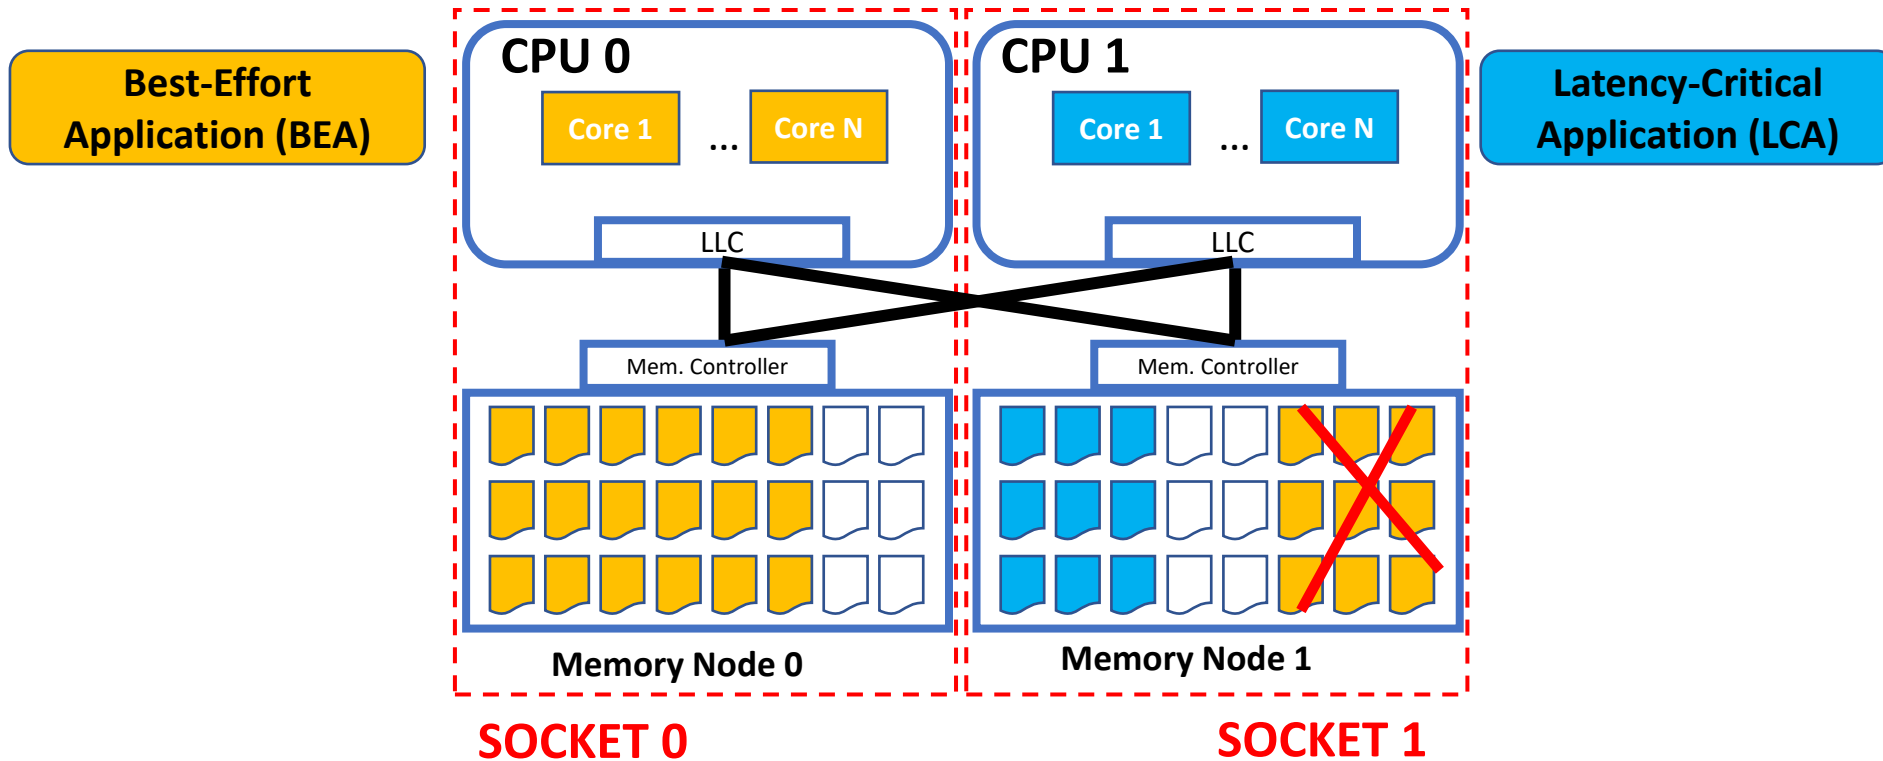 Best-Effort
Application (BEA)
CPU 0
Core 1
...
Core N
LLC
CPU 1
Core 1
...
Core N
LLC
Latency-Critical
Application (LCA)
Mem. Controller
Mem. Controller
Memory Node 0
Memory Node 1
SOCKET 0
SOCKET 1